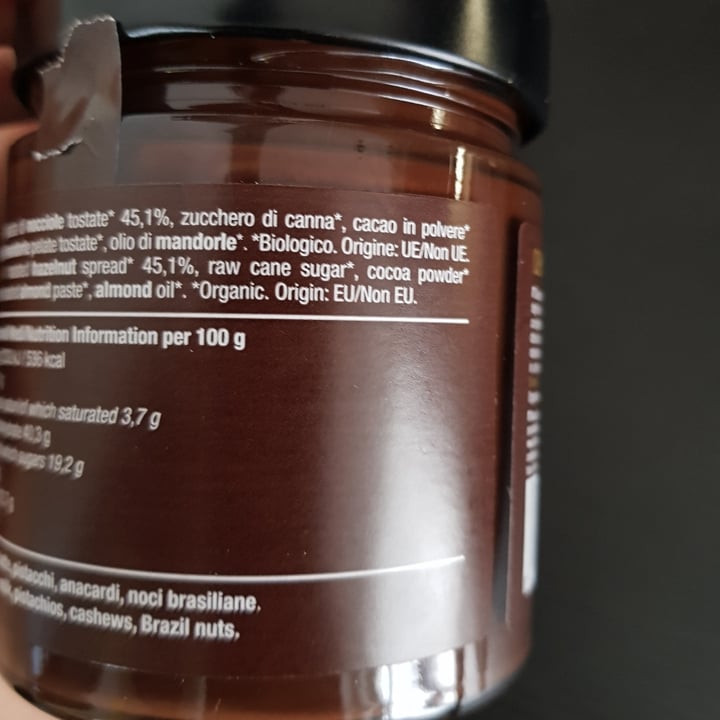 nocciole tostate* 45,1%, zucchero di canna*, cacao in polvere*
pelate tostate*, olio di mandorle*. *Biologico. Origine: UE/Non UE.
hazelnut spread* 45,1%, raw cane sugar*, cocoa powder*
almond paste*, almond oil*. *Organic. Origin: EU/Non EU.
Nutrition Information per 100 g
/ 536 kcal
which saturated 3,7 g
40,3 g
sugars 19,2 g
pistacchi, anacardi, noci brasiliane.
pistachios, cashews, Brazil nuts,